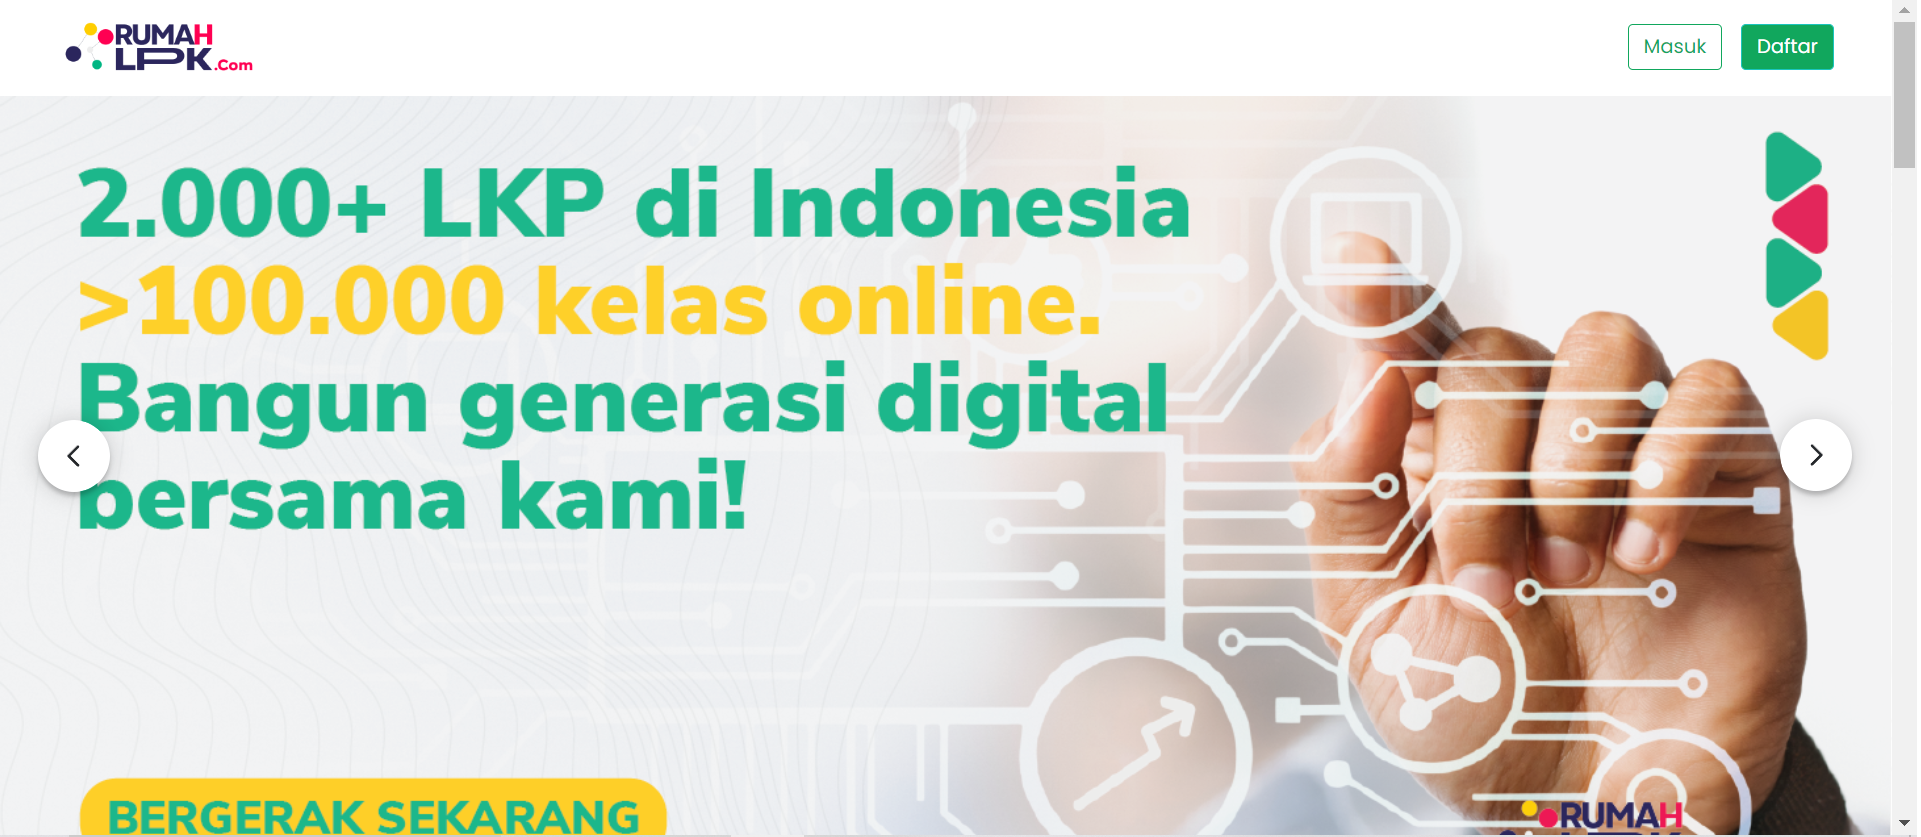 RUMAH
LPK.Com
Masuk
Daftar
2.000+ LKP di Indonesia
>100.000 kelas online.
Bangun generasi digital
bersama kami!
BERGERAK SEKARANG
RUMAH
LPK